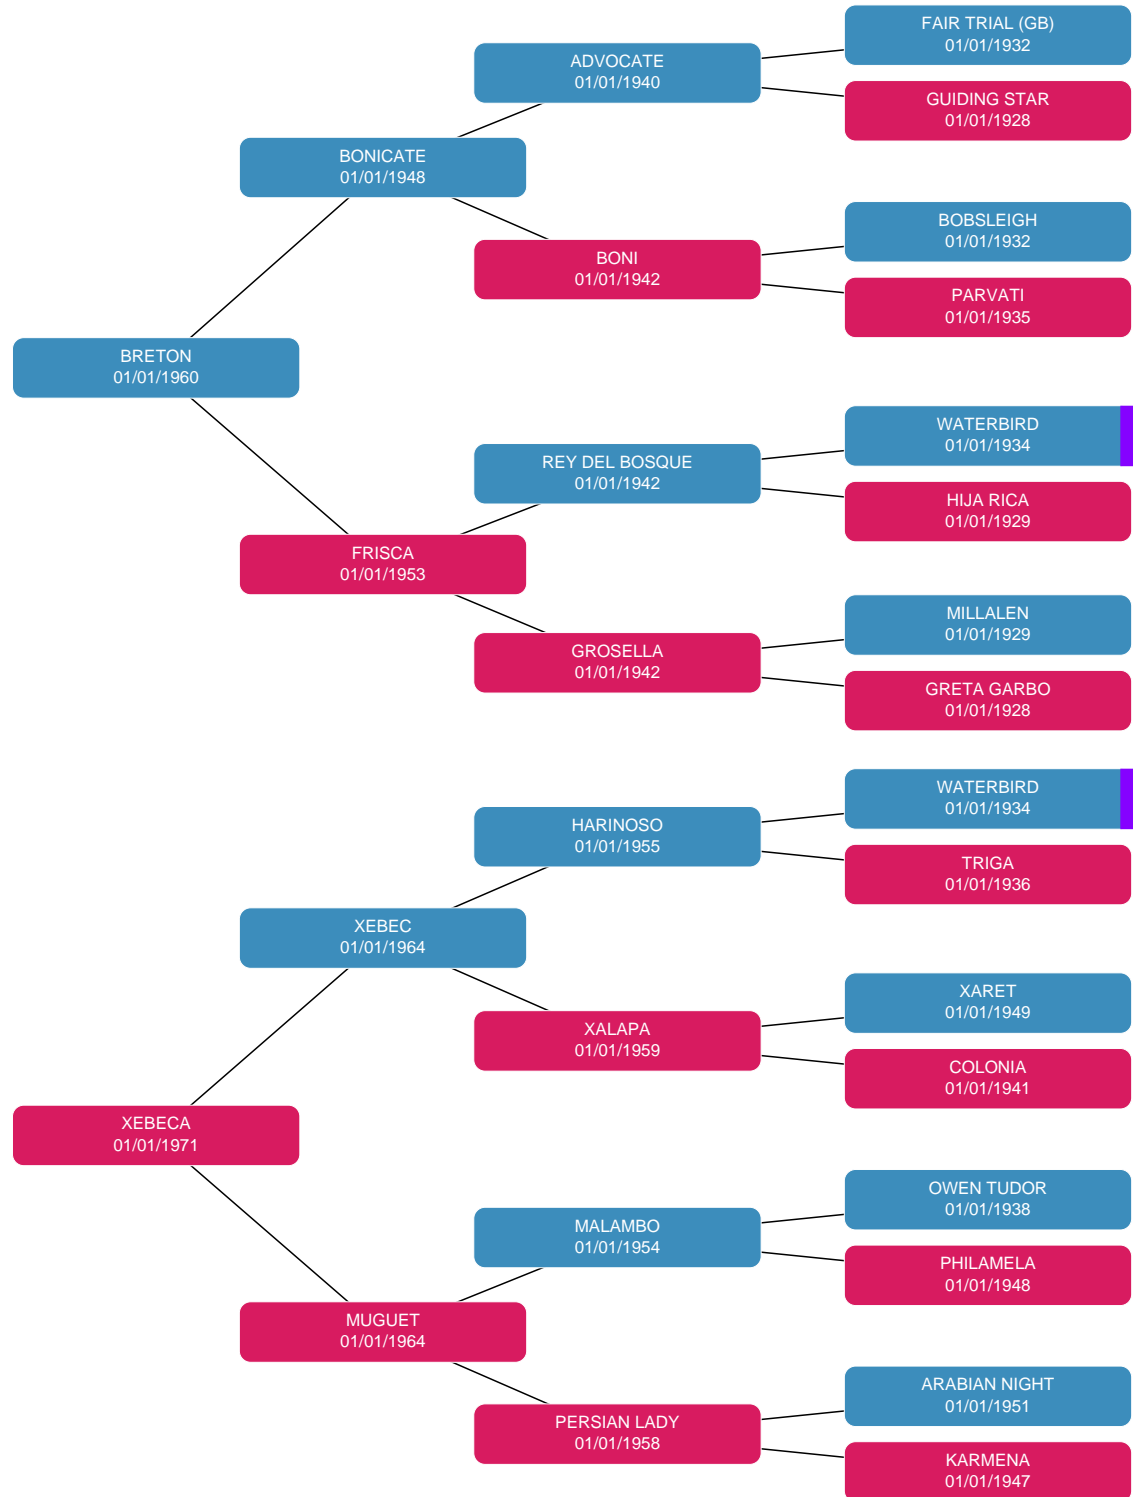 FAIR TRIAL (GB)
01/01/1932
ADVOCATE
01/01/1940
GUIDING STAR
01/01/1928
BONICATE
01/01/1948
BOBSLEIGH
01/01/1932
BONI
01/01/1942
PARVATI
01/01/1935
BRETON
01/01/1960
WATERBIRD
01/01/1934
REY DEL BOSQUE
01/01/1942
HIJA RICA
01/01/1929
FRISCA
01/01/1953
MILLALEN
01/01/1929
GROSELLA
01/01/1942
GRETA GARBO
01/01/1928
WATERBIRD
01/01/1934
HARINOSO
01/01/1955
TRIGA
01/01/1936
XEBEC
01/01/1964
XARET
01/01/1949
XALAPA
01/01/1959
COLONIA
01/01/1941
XEBECA
01/01/1971
OWEN TUDOR
01/01/1938
MALAMBO
01/01/1954
PHILAMELA
01/01/1948
MUGUET
01/01/1964
ARABIAN NIGHT
01/01/1951
PERSIAN LADY
01/01/1958
KARMENA
01/01/1947